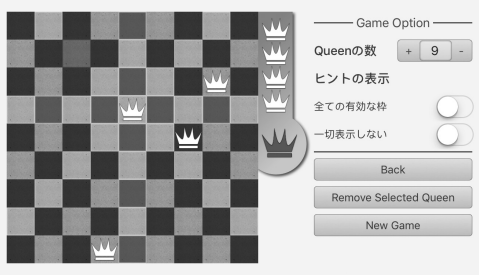 Game Option
Queenの数
+ 9 -
ヒントの表示
全ての有効な枠
一切表示しない
Back
Remove Selected Queen
New Game